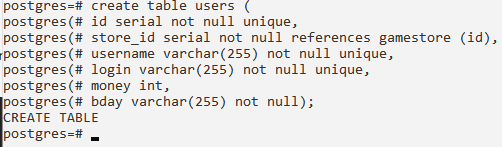 postgres=# create table users (
postgres(# id serial not null unique,
postgres(# store_id serial not null references gamestore (id),
postgres(# username varchar(255) not null unique,
postgres(# login varchar(255) not null unique,
postgres(# money int,
postgres(# bday varchar(255) not null);
CREATE TABLE
postgres=#